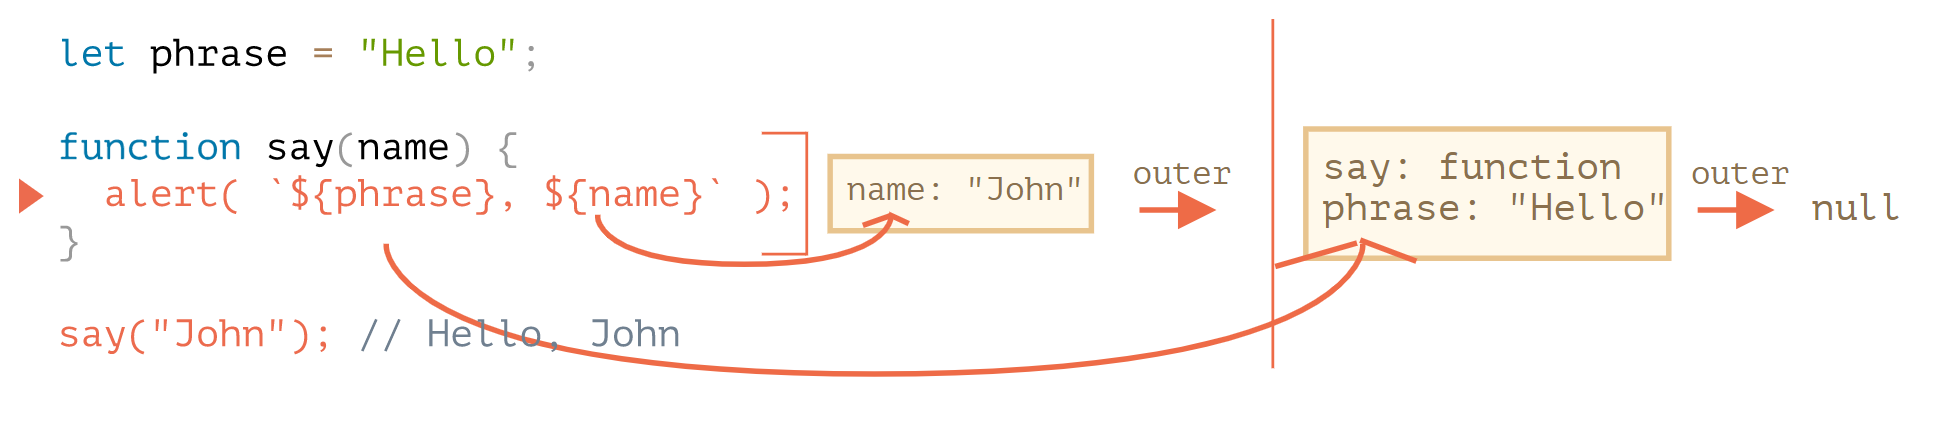 let phrase = "Hello";
function say(name) {
alert( `${phrase}, ${name}` );
}
say("John"); // Hello, John
name: "John"
outer
say: function
phrase: "Hello"
outer
null